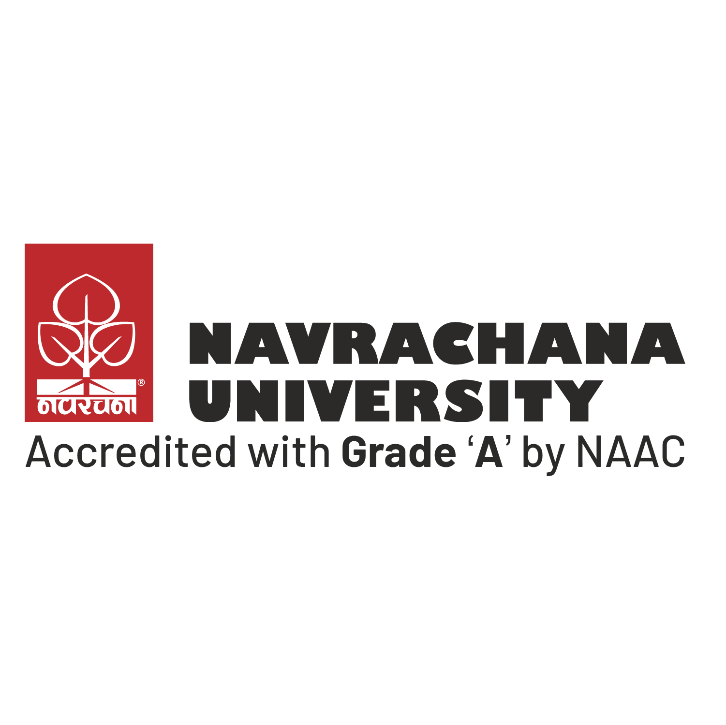 नवरचना
®
NAVRACHANA
UNIVERSITY
Accredited with Grade ‘A’ by NAAC